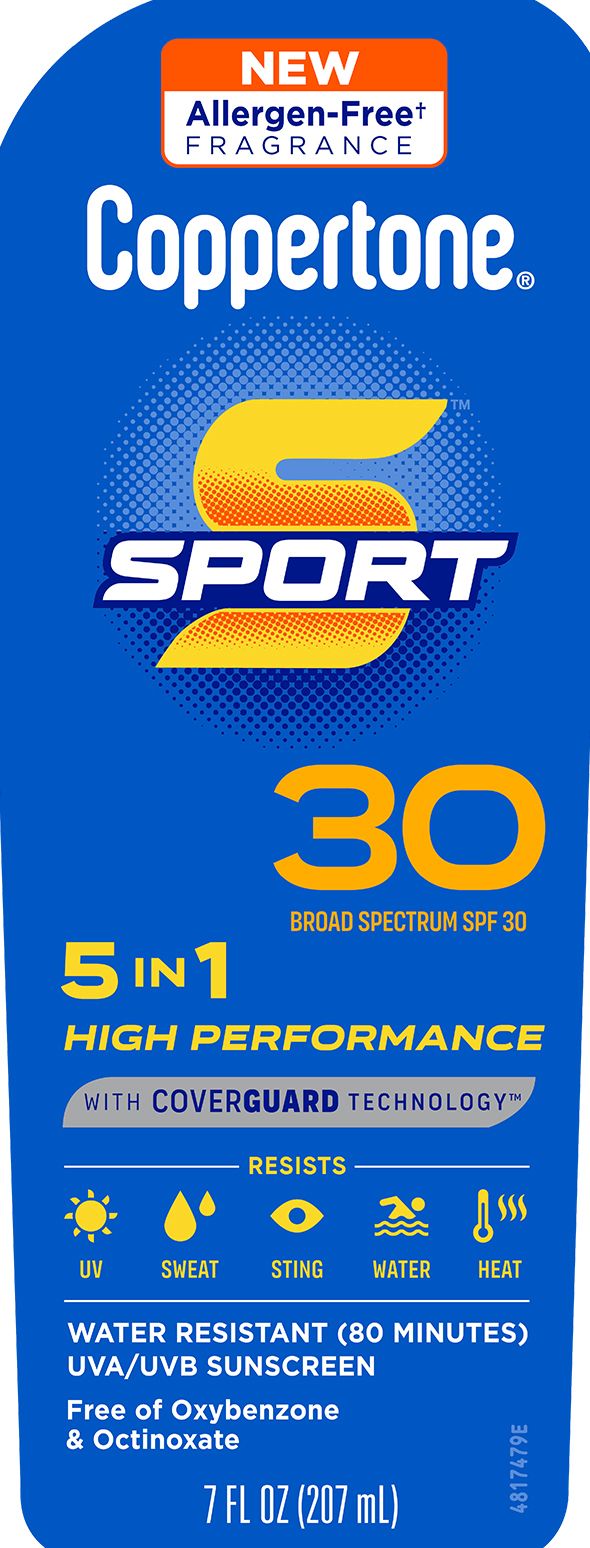 NEW
Allergen-Free†
FRAGRANCE
Coppertone®
™
SPORT
30
BROAD SPECTRUM SPF 30
5 IN 1
HIGH PERFORMANCE
WITH COVERGUARD TECHNOLOGY™
RESISTS
UV SWEAT STING WATER HEAT
WATER RESISTANT (80 MINUTES)
UVA/UVB SUNSCREEN
Free of Oxybenzone
& Octinoxate
4817479E
7 FL OZ (207 mL)